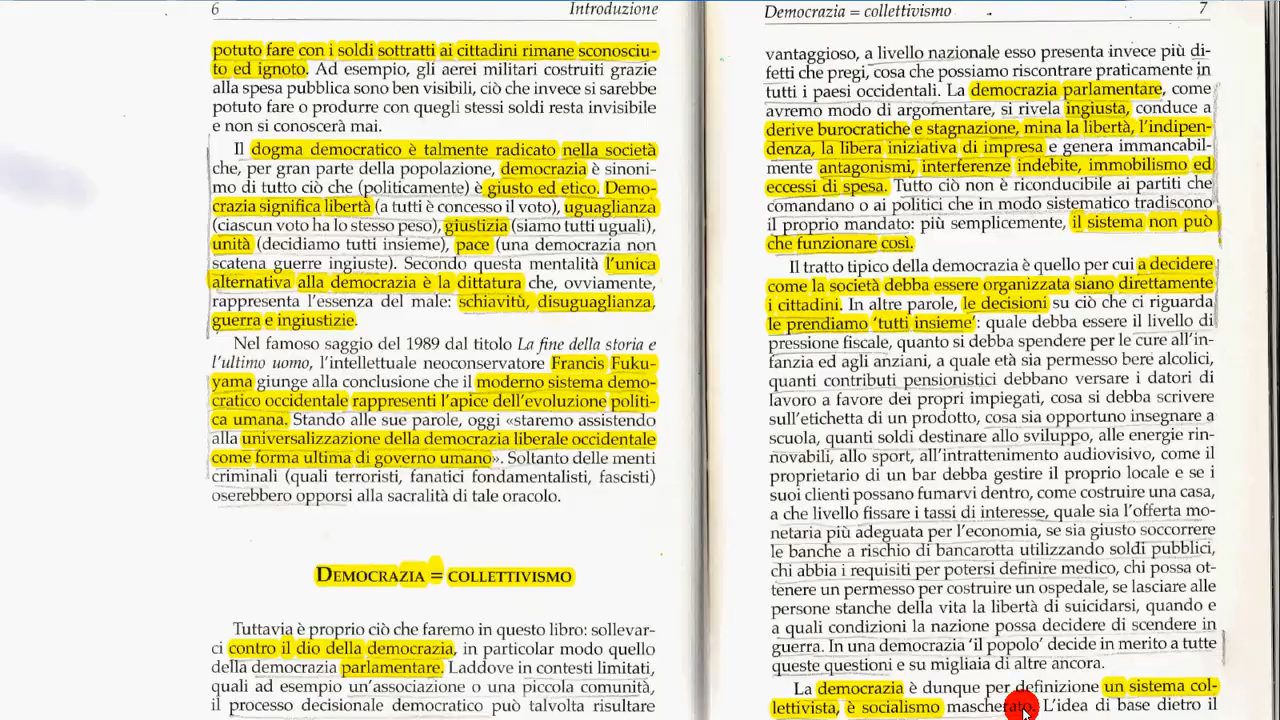 6
Introduzione
potuto fare con i soldi sottratti ai cittadini rimane sconosciu-
to ed ignoto. Ad esempio, gli aerei militari costruiti grazie
alla spesa pubblica sono ben visibili, ciò che invece si sarebbe
potuto fare o produrre con quegli stessi soldi resta invisibile
e non si conoscerà mai.
Il dogma democratico è talmente radicato nella società
che, per gran parte della popolazione, democrazia è sinoni-
mo di tutto ciò che (politicamente) è giusto ed etico. Demo-
crazia significa libertà (a tutti è concesso il voto), uguaglianza
(ciascun voto ha lo stesso peso), giustizia (siamo tutti uguali),
unità (decidiamo tutti insieme), pace (una democrazia non
scatena guerre ingiuste). Secondo questa mentalità l'unica
alternativa alla democrazia è la dittatura che, ovviamente,
rappresenta l'essenza del male: schiavitù, disuguaglianza,
guerra e ingiustizie.
Nel famoso saggio del 1989 dal titolo La fine della storia e
l'ultimo uomo, l'intellettuale neoconservatore Francis Fuku-
yama giunge alla conclusione che il moderno sistema demo-
cratico occidentale rappresenti l'apice dell'evoluzione politi-
ca umana. Stando alle sue parole, oggi «staremo assistendo
alla universalizzazione della democrazia liberale occidentale
come forma ultima di governo umano». Soltanto delle menti
criminali (quali terroristi, fanatici fondamentalisti, fascisti)
oserebbero opporsi alla sacralità di tale oracolo.
DEMOCRAZIA = COLLETTIVISMO
Tuttavia è proprio ciò che faremo in questo libro: sollevar-
ci contro il dio della democrazia, in particolar modo quello
della democrazia parlamentare. Laddove in contesti limitati,
quali ad esempio un'associazione o una piccola comunità,
il processo decisionale democratico può talvolta risultare
Democrazia = collettivismo
7
vantaggioso, a livello nazionale esso presenta invece più di-
fetti che pregi, cosa che possiamo riscontrare praticamente in
tutti i paesi occidentali. La democrazia parlamentare, come
avremo modo di argomentare, si rivela ingiusta, conduce a
derive burocratiche e stagnazione, mina la libertà, l'indipen-
denza, la libera iniziativa di impresa e genera immancabil-
mente antagonismi, interferenze indebite, immobilismo ed
eccessi di spesa. Tutto ciò non è riconducibile ai partiti che
comandano o ai politici che in modo sistematico tradiscono
il proprio mandato: più semplicemente, il sistema non può
che funzionare così.
Il tratto tipico della democrazia è quello per cui a decidere
come la società debba essere organizzata siano direttamente
i cittadini. In altre parole, le decisioni su ciò che ci riguarda
le prendiamo 'tutti insieme': quale debba essere il livello di
pressione fiscale, quanto si debba spendere per le cure all'in-
fanzia ed agli anziani, a quale età sia permesso bere alcolici,
quanti contributi pensionistici debbano versare i datori di
lavoro a favore dei propri impiegati, cosa si debba scrivere
sull'etichetta di un prodotto, cosa sia opportuno insegnare a
scuola, quanti soldi destinare allo sviluppo, alle energie rin-
novabili, allo sport, all'intrattenimento audiovisivo, come il
proprietario di un bar debba gestire il proprio locale e se i
suoi clienti possano fumarvi dentro, come costruire una casa,
a che livello fissare i tassi di interesse, quale sia l'offerta mo-
netaria più adeguata per l'economia, se sia giusto soccorrere
le banche a rischio di bancarotta utilizzando soldi pubblici,
chi abbia i requisiti per potersi definire medico, chi possa ot-
tenere un permesso per costruire un ospedale, se lasciare alle
persone stanche della vita la libertà di suicidarsi, quando e
a quali condizioni la nazione possa decidere di scendere in
guerra. In una democrazia 'il popolo' decide in merito a tutte
queste questioni e su migliaia di altre ancora.
La democrazia è dunque per definizione un sistema col-
lettivista, è socialismo mascherato. L'idea di base dietro il